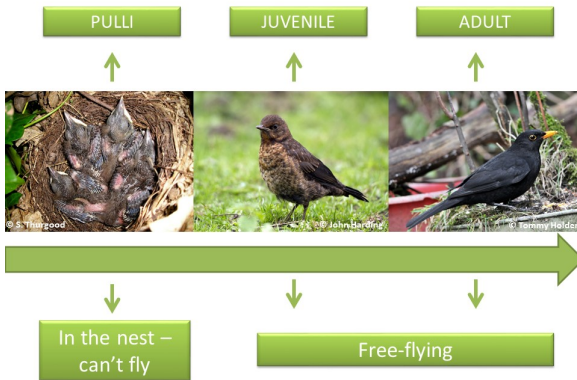 PULLI
JUVENILE
ADULT
© S. Thurgood
© John Harding
© Tommy Holden
In the nest –
can't fly
Free-flying